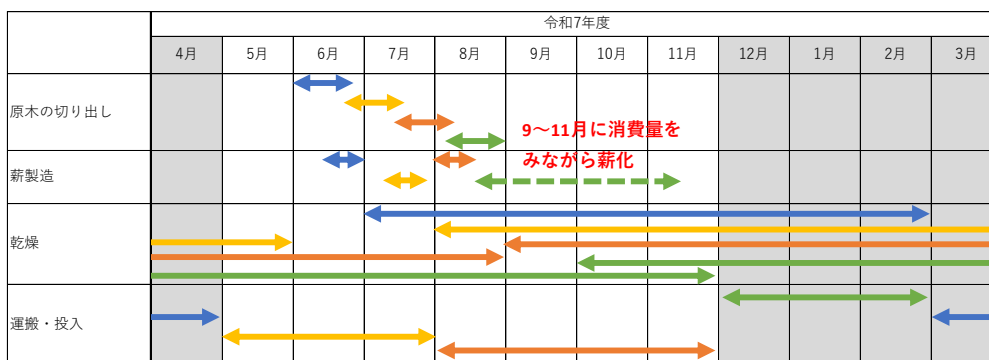 令和7年度
4月 5月 6月 7月 8月 9月 10月 11月 12月 1月 2月 3月
原木の切り出し
9～11月に消費量を
みながら薪化
薪製造
乾燥
運搬・投入